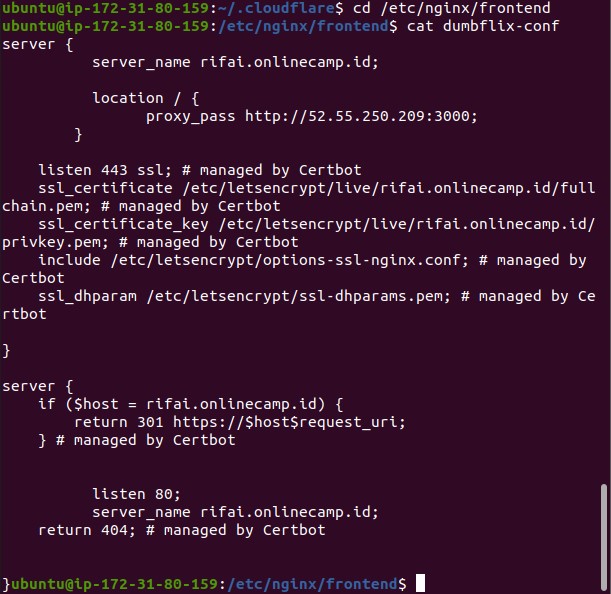 ubuntu@ip-172-31-80-159:~/.cloudflare$ cd /etc/nginx/frontend
ubuntu@ip-172-31-80-159:/etc/nginx/frontend$ cat dumbflix-conf
server {
          server_name rifai.onlinecamp.id;
          location / {
                proxy_pass http://52.55.250.209:3000;
        }
    listen 443 ssl; # managed by Certbot
    ssl_certificate /etc/letsencrypt/live/rifai.onlinecamp.id/full
chain.pem; # managed by Certbot
    ssl_certificate_key /etc/letsencrypt/live/rifai.onlinecamp.id/
privkey.pem; # managed by Certbot
    include /etc/letsencrypt/options-ssl-nginx.conf; # managed by
Certbot
    ssl_dhparam /etc/letsencrypt/ssl-dhparams.pem; # managed by Ce
rtbot
}
server {
    if ($host = rifai.onlinecamp.id) {
        return 301 https://$host$request_uri;
    } # managed by Certbot
          listen 80;
          server_name rifai.onlinecamp.id;
    return 404; # managed by Certbot
}ubuntu@ip-172-31-80-159:/etc/nginx/frontend$